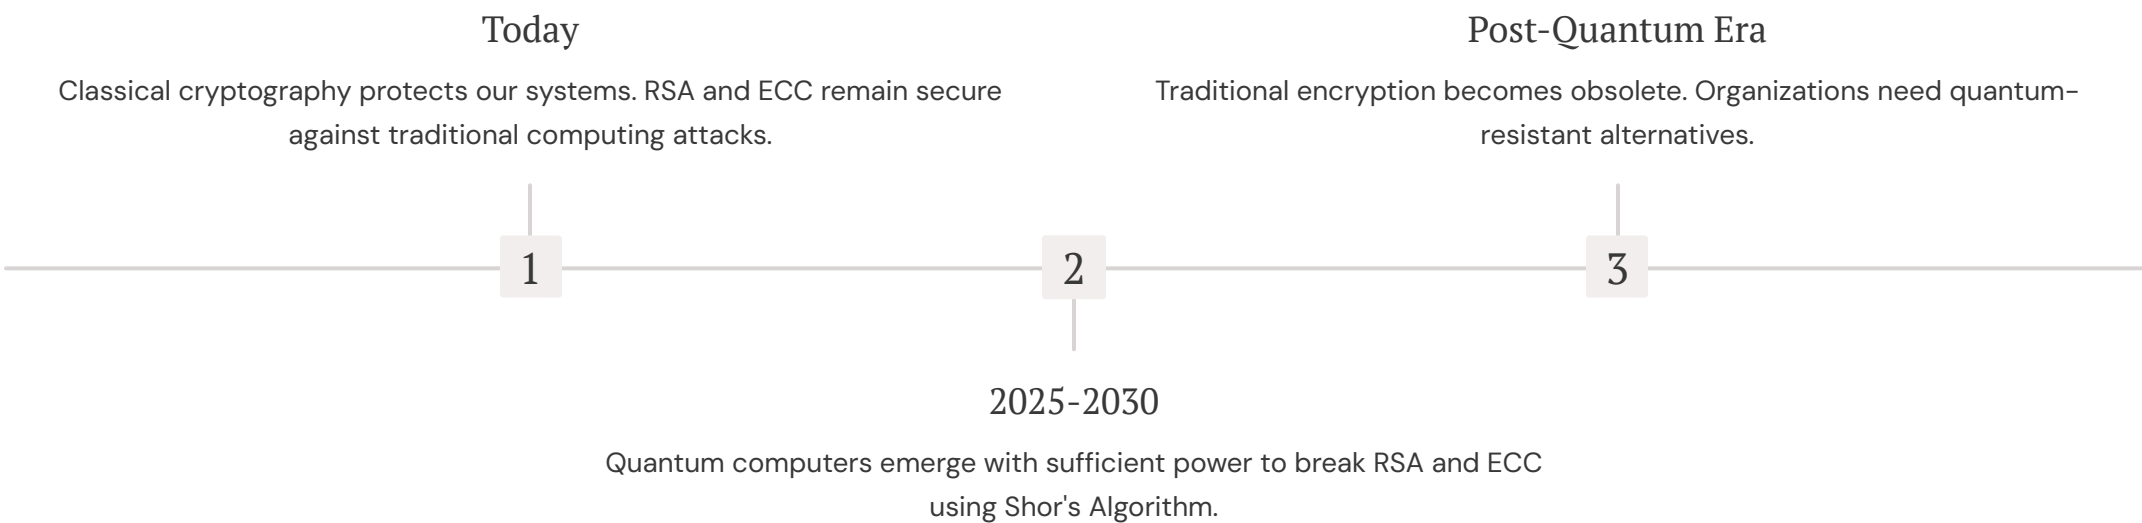 Today
Classical cryptography protects our systems. RSA and ECC remain secure
against traditional computing attacks.
1
2
2025-2030
Quantum computers emerge with sufficient power to break RSA and ECC
using Shor's Algorithm.
Post-Quantum Era
Traditional encryption becomes obsolete. Organizations need quantum-
resistant alternatives.
3